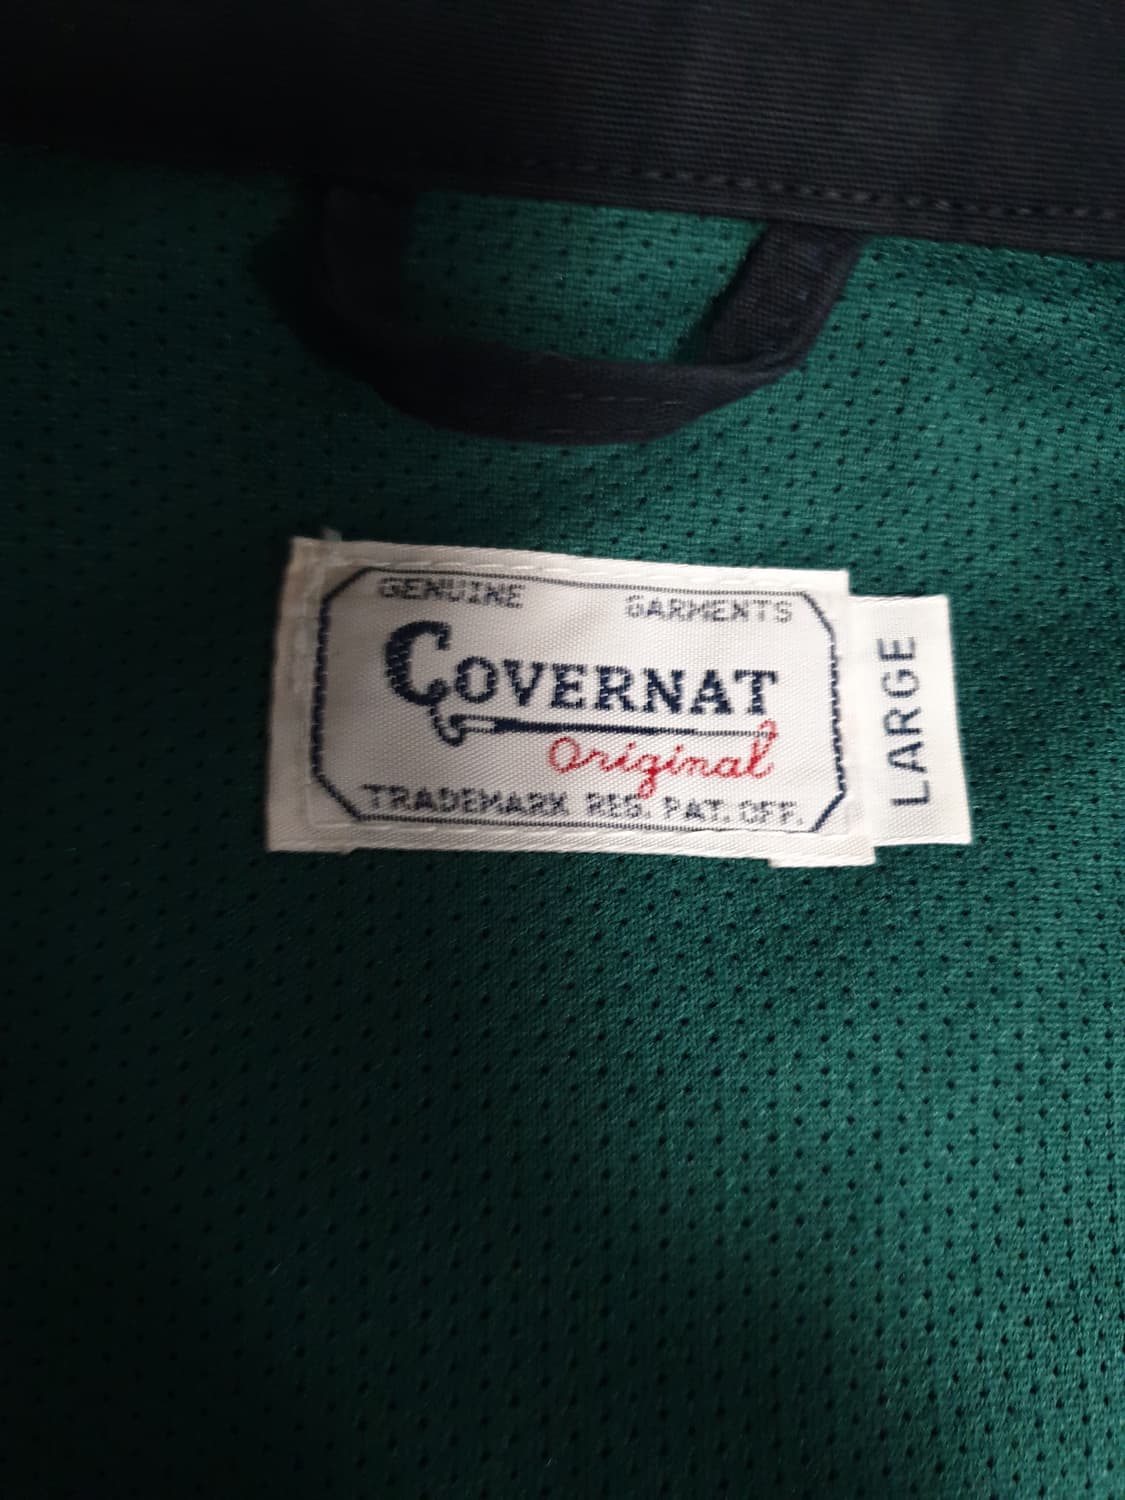 GENUINE GARMENTS
COVERNAT
Original
TRADEMARK REG. PAT. OFF.
LARGE